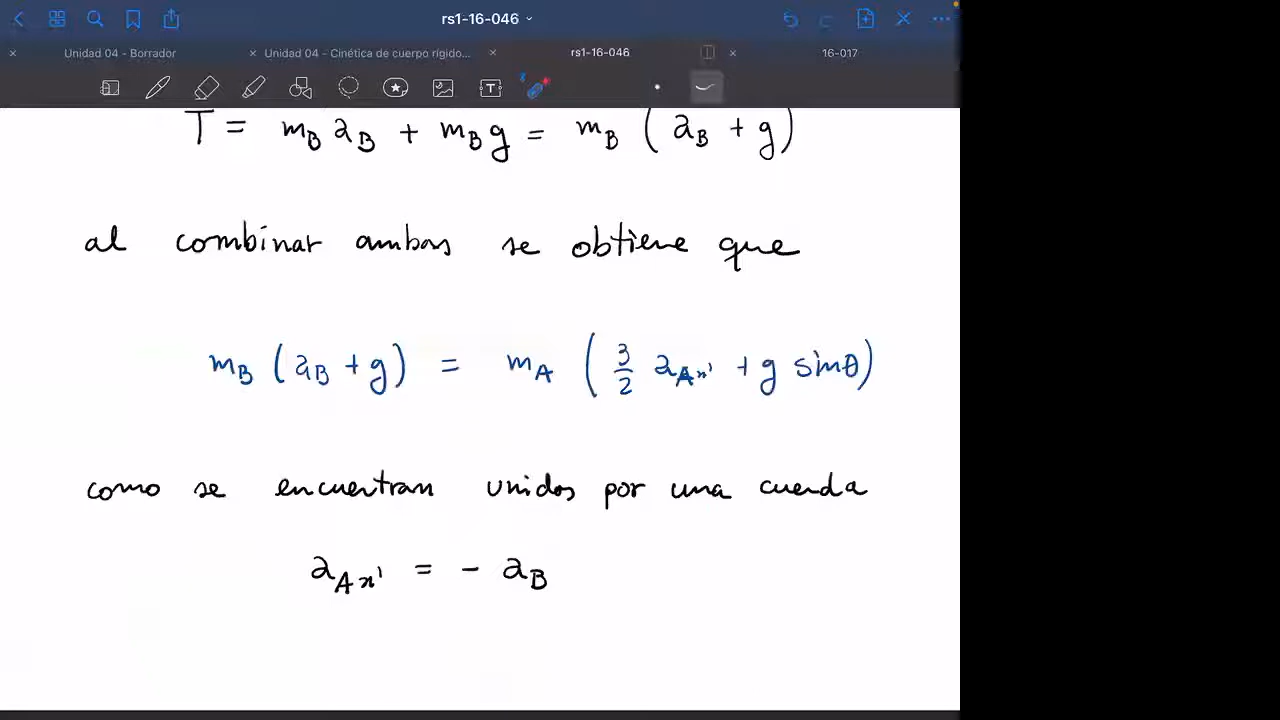 rs1-16-046
Unidad 04 - Borrador
Unidad 04 - Cinética de cuerpo rígido...
rs1-16-046
16-017
T = m_B a_B + m_B g = m_B ( a_B + g )
al combinar ambas se obtiene que
m_B ( a_B + g ) = m_A ( 3/2 a_Ax' + g sinθ )
como se encuentran unidos por una cuerda
a_Ax' = - a_B